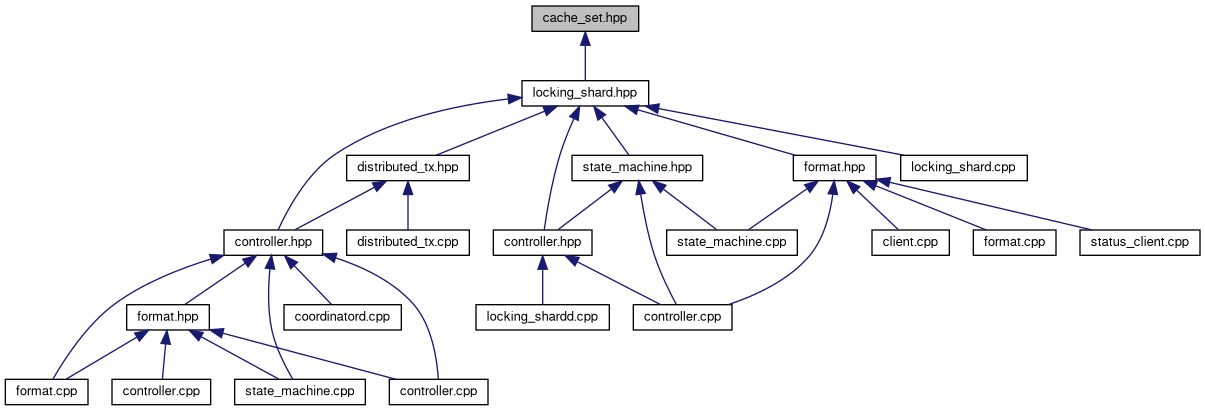 cache_set.hpp
locking_shard.hpp
distributed_tx.hpp
state_machine.hpp
format.hpp
locking_shard.cpp
controller.hpp
distributed_tx.cpp
controller.hpp
state_machine.cpp
client.cpp
format.cpp
status_client.cpp
format.hpp
coordinatord.cpp
locking_shardd.cpp
controller.cpp
format.cpp
controller.cpp
state_machine.cpp
controller.cpp